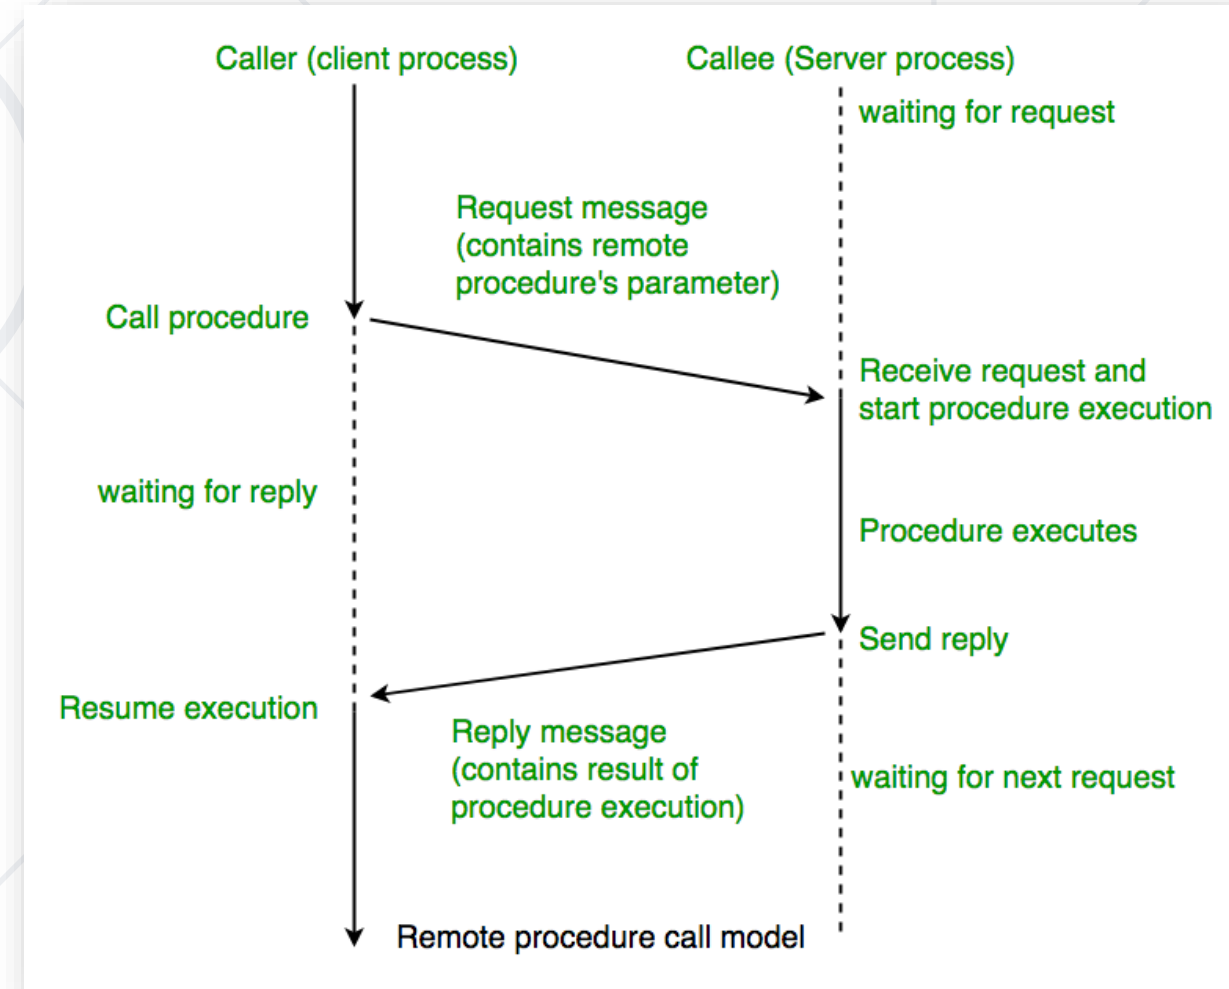 Caller (client process)
Callee (Server process)
waiting for request
Request message
(contains remote
procedure's parameter)
Call procedure
Receive request and
start procedure execution
waiting for reply
Procedure executes
Send reply
Resume execution
Reply message
(contains result of
procedure execution)
waiting for next request
Remote procedure call model